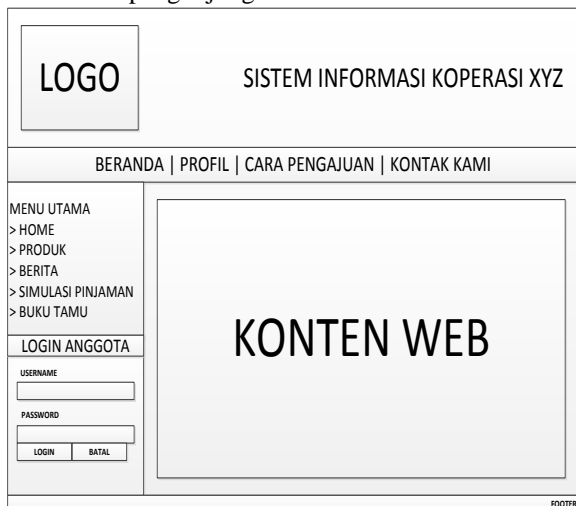 LOGO
SISTEM INFORMASI KOPERASI XYZ
BERANDA | PROFIL | CARA PENGAJUAN | KONTAK KAMI
MENU UTAMA
> HOME
> PRODUK
> BERITA
> SIMULASI PINJAMAN
> BUKU TAMU
LOGIN ANGGOTA
USERNAME
PASSWORD
LOGIN
BATAL
KONTEN WEB
FOOTER